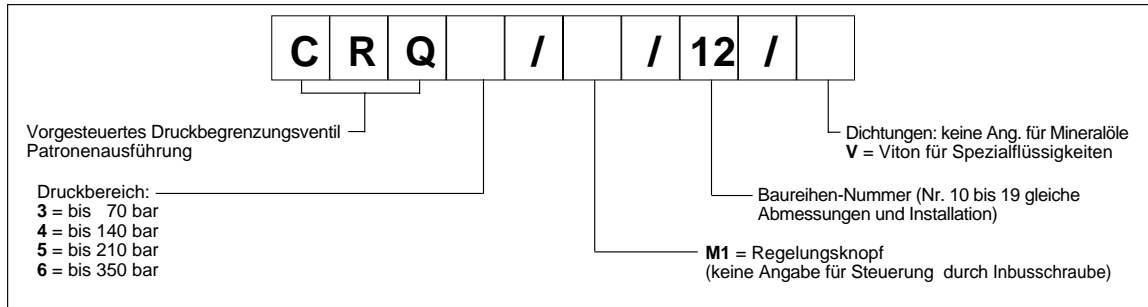 C R Q / / 12 /
Vorgesteuertes Druckbegrenzungsventil
Patronenausführung
Druckbereich:
3 = bis 70 bar
4 = bis 140 bar
5 = bis 210 bar
6 = bis 350 bar
Dichtungen: keine Ang. für Mineralöle
V = Viton für Spezialflüssigkeiten
Baureihen-Nummer (Nr. 10 bis 19 gleiche
Abmessungen und Installation)
M1 = Regelungsknopf
(keine Angabe für Steuerung durch Inbusschraube)